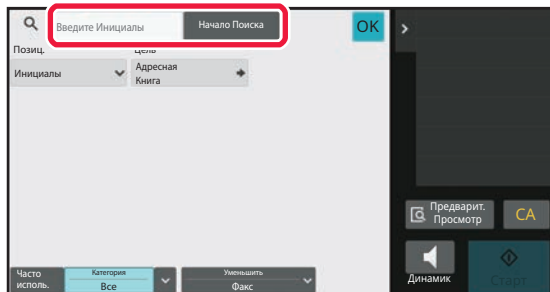 Введите Инициалы
Начало Поиска
OK
Позиц.
Цель
Инициалы
Адресная
Книга
Предварит.
Просмотр
CA
Часто
исполь.
Категория
Все
Уменьшить
Факс
Динамик
Старт